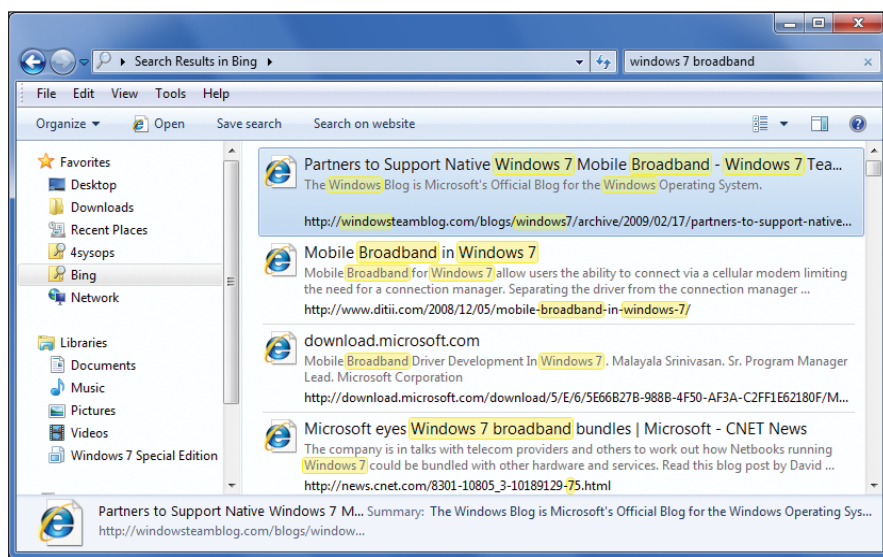 Search Results in Bing
windows 7 broadband
File Edit View Tools Help
Organize Open Save search Search on website
Favorites
Desktop
Downloads
Recent Places
4sysops
Bing
Network
Libraries
Documents
Music
Pictures
Videos
Windows 7 Special Edition
Partners to Support Native Windows 7 Mobile Broadband - Windows 7 Tea...
The Windows Blog is Microsoft's Official Blog for the Windows Operating System.
http://windowsteamblog.com/blogs/windows7/archive/2009/02/17/partners-to-support-native...
Mobile Broadband in Windows 7
Mobile Broadband for Windows 7 allow users the ability to connect via a cellular modem limiting
the need for a connection manager. Separating the driver from the connection manager ...
http://www.ditii.com/2008/12/05/mobile-broadband-in-windows-7/
download.microsoft.com
Mobile Broadband Driver Development In Windows 7. Malayala Srinivasan. Sr. Program Manager
Lead. Microsoft Corporation
http://download.microsoft.com/download/5/E/6/5E66B27B-988B-4F50-AF3A-C2FF1E62180F/M...
Microsoft eyes Windows 7 broadband bundles | Microsoft - CNET News
The company is in talks with telecom providers and others to work out how Netbooks running
Windows 7 could be bundled with other hardware and services. Read this blog post by David ...
http://news.cnet.com/8301-10805_3-10189129-75.html
Partners to Support Native Windows 7 M... Summary: The Windows Blog is Microsoft's Official Blog for the Windows Operating Sys...
http://windowsteamblog.com/blogs/window...